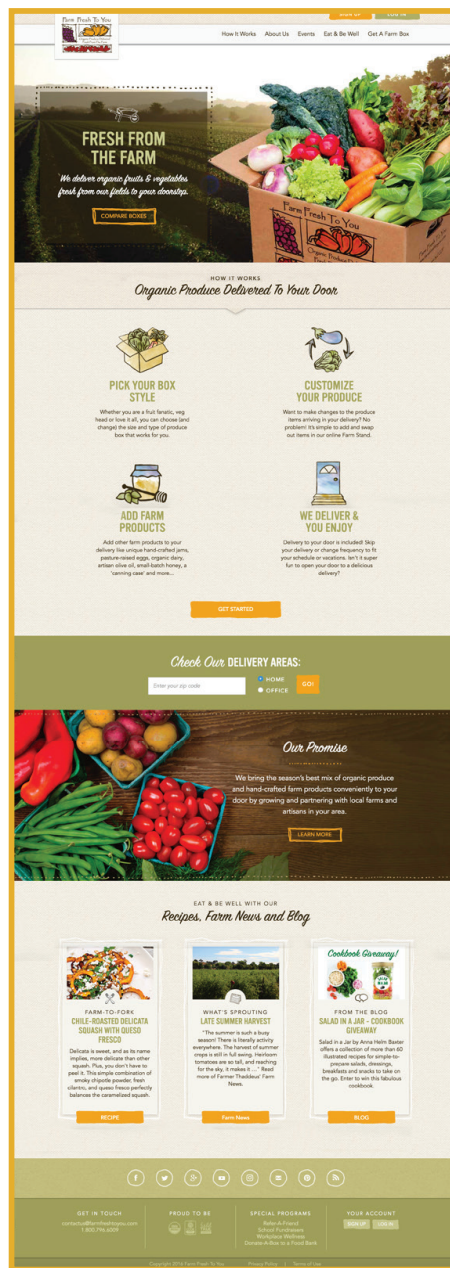 SIGN UP LOG IN
Farm Fresh To You
How It Works About Us Events Eat & Be Well Get A Farm Box
FRESH FROM
THE FARM
We deliver organic fruits & vegetables
fresh from our fields to your doorstep.
COMPARE BOXES
Farm Fresh To You
HOW IT WORKS
Organic Produce Delivered To Your Door
PICK YOUR BOX
STYLE
Whether you are a fruit fanatic, veg
head or love it all, you can choose (and
change) the size and type of produce
box that works for you.
CUSTOMIZE
YOUR PRODUCE
Want to make changes to the produce
items arriving in your delivery? No
problem! It's simple to add and swap
out items in our online Farm Stand.
ADD FARM
PRODUCTS
Add other farm products to your
delivery like unique hand-crafted jams,
pasture-raised eggs, organic dairy,
artisan olive oil, small-batch honey, a
'canning case' and more...
WE DELIVER &
YOU ENJOY
Delivery to your door is included! Skip
your delivery or change frequency to fit
your schedule or vacations. Isn't it super
fun to open your door to a delicious
delivery?
GET STARTED
Check Our DELIVERY AREAS:
Enter your zip code
HOME
OFFICE
GO!
Our Promise
We bring the season's best mix of organic produce
and hand-crafted farm products conveniently to your
door by growing and partnering with local farms and
artisans in your area.
LEARN MORE
EAT & BE WELL WITH OUR
Recipes, Farm News and Blog
FARM-TO-FORK
CHILE-ROASTED DELICATA
SQUASH WITH QUESO
FRESCO
Delicata is sweet, and as its name
implies, more delicate than other
squash. Plus, you don't have to
peel it. This simple combination of
smoky chipotle powder, fresh
cilantro, and queso fresco perfectly
balances the caramelized squash.
RECIPE
WHAT'S SPROUTING
LATE SUMMER HARVEST
"The summer is such a busy
season! There is literally activity
everywhere. The harvest of summer
crops is still in full swing. Heirloom
tomatoes are so tall, and reaching
for the sky, it makes it ..." Read
more of Farmer Thaddeus' Farm
News.
Farm News
Cookbook Giveaway!
FROM THE BLOG
SALAD IN A JAR - COOKBOOK
GIVEAWAY
Salad in a Jar by Anna Helm Baxter
offers a collection of more than 60
illustrated recipes for simple-to-
prepare salads, dressings,
breakfasts and snacks to take on
the go. Enter to win this fabulous
cookbook.
BLOG
GET IN TOUCH
contactus@farmfreshtoyou.com
1.800.796.6009
PROUD TO BE
SPECIAL PROGRAMS
Refer-A-Friend
School Fundraisers
Workplace Wellness
Donate-A-Box to a Food Bank
YOUR ACCOUNT
SIGN UP LOG IN
Copyright 2016 Farm Fresh To You Privacy Policy | Terms of Use